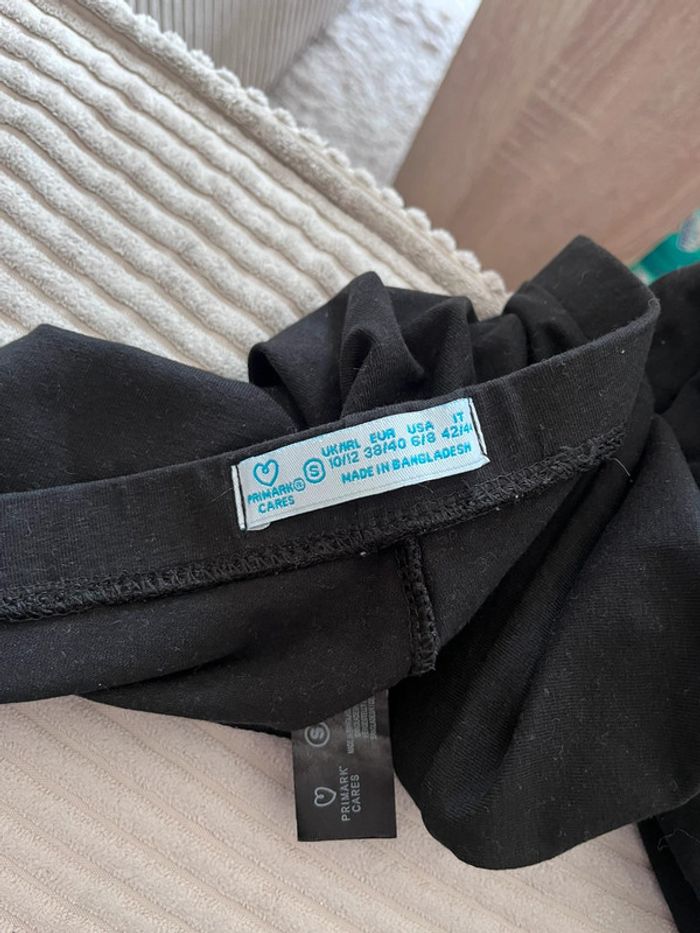 PRIMARK®
CARES
S
UK/IRL EUR USA IT
10/12 38/40 6/8 42/4
MADE IN BANGLADESH
S
PRIMARK
CARES